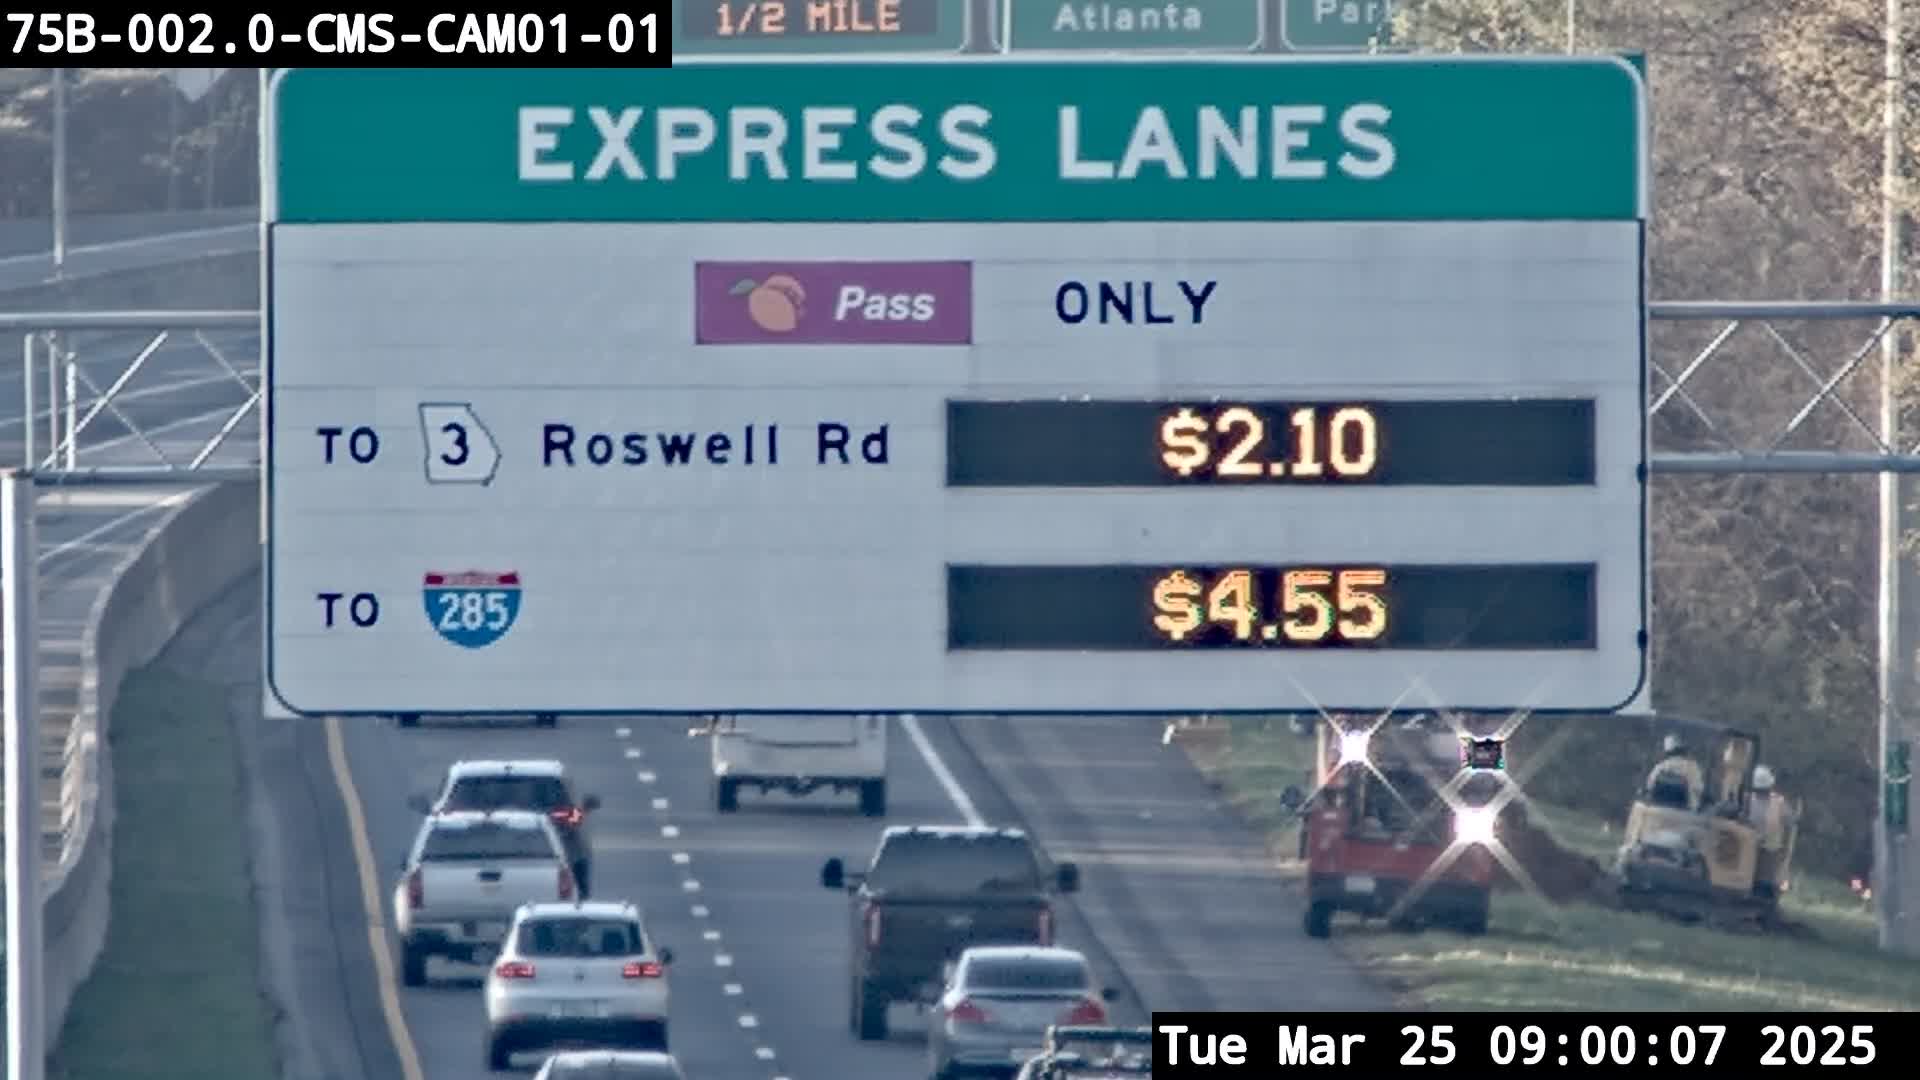 75B-002.0-CMS-CAM01-01
1/2 MILE
Atlanta
EXPRESS LANES
Pass ONLY
TO 3 Roswell Rd $2.10
TO 285 $4.55
Tue Mar 25 09:00:07 2025